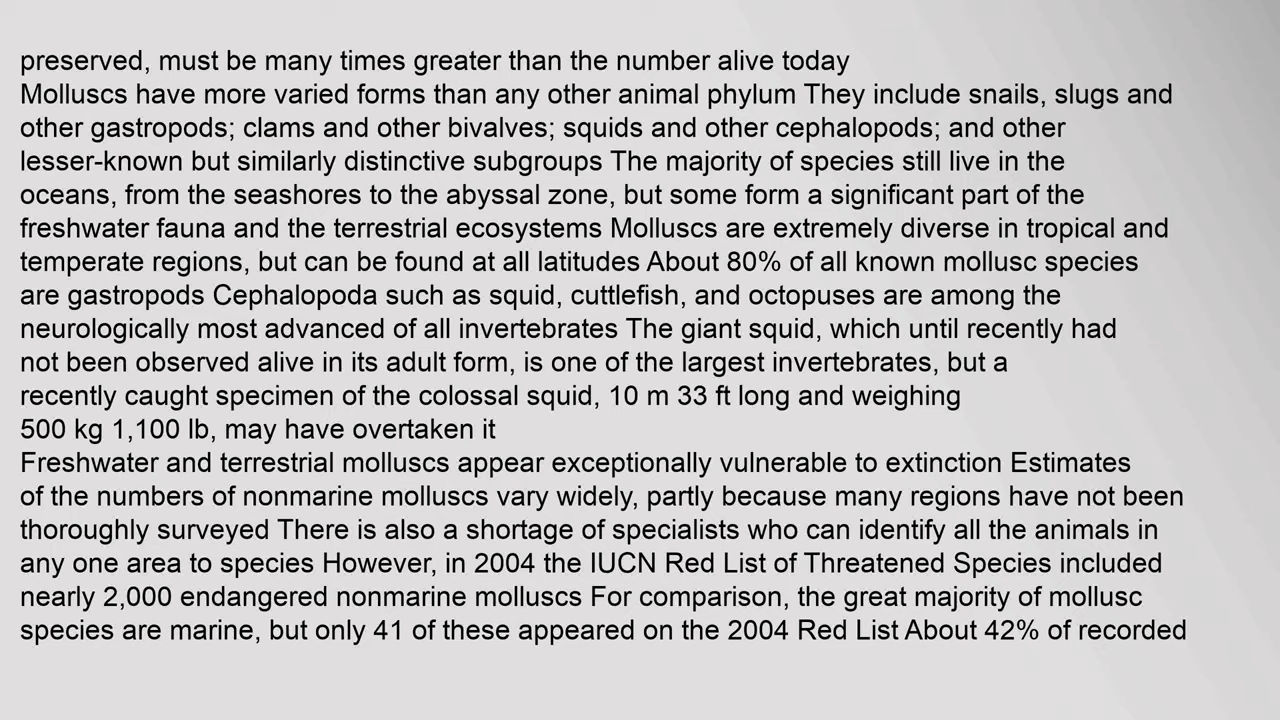 preserved, must be many times greater than the number alive today
Molluscs have more varied forms than any other animal phylum They include snails, slugs and
other gastropods; clams and other bivalves; squids and other cephalopods; and other
lesser-known but similarly distinctive subgroups The majority of species still live in the
oceans, from the seashores to the abyssal zone, but some form a significant part of the
freshwater fauna and the terrestrial ecosystems Molluscs are extremely diverse in tropical and
temperate regions, but can be found at all latitudes About 80% of all known mollusc species
are gastropods Cephalopoda such as squid, cuttlefish, and octopuses are among the
neurologically most advanced of all invertebrates The giant squid, which until recently had
not been observed alive in its adult form, is one of the largest invertebrates, but a
recently caught specimen of the colossal squid, 10 m 33 ft long and weighing
500 kg 1,100 lb, may have overtaken it
Freshwater and terrestrial molluscs appear exceptionally vulnerable to extinction Estimates
of the numbers of nonmarine molluscs vary widely, partly because many regions have not been
thoroughly surveyed There is also a shortage of specialists who can identify all the animals in
any one area to species However, in 2004 the IUCN Red List of Threatened Species included
nearly 2,000 endangered nonmarine molluscs For comparison, the great majority of mollusc
species are marine, but only 41 of these appeared on the 2004 Red List About 42% of recorded